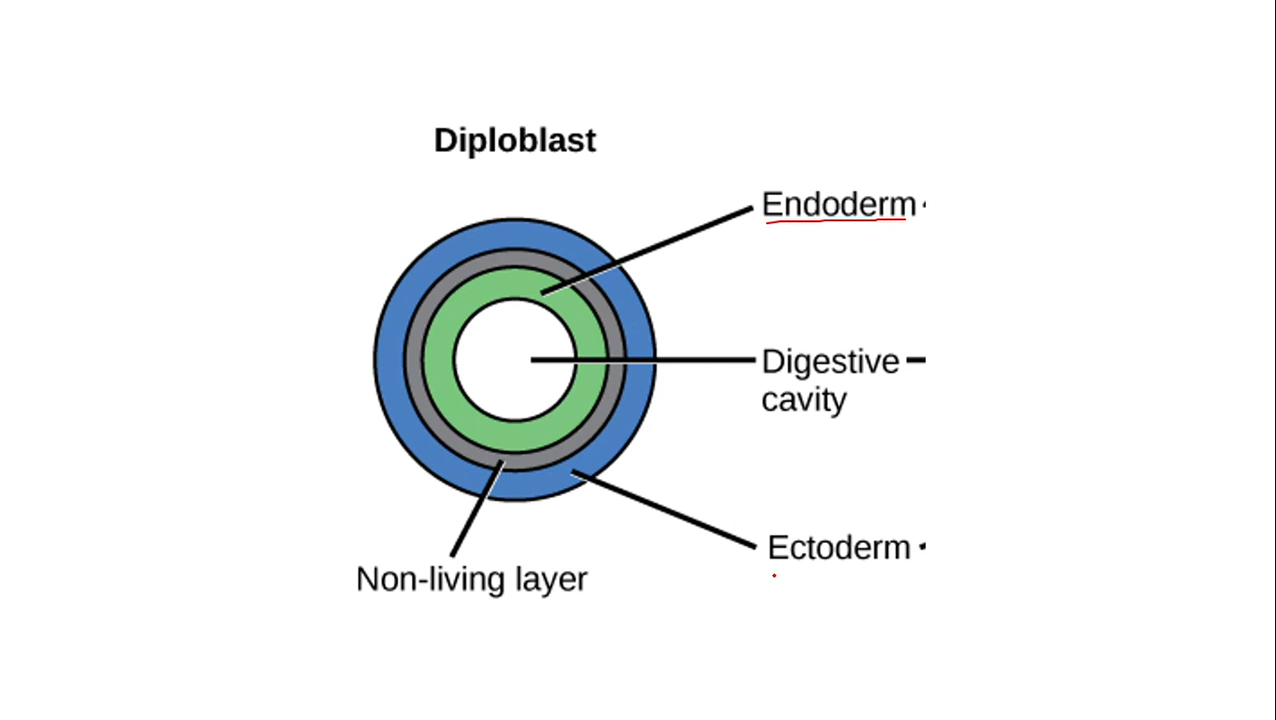 Diploblast
Endoderm
Digestive
cavity
Ectoderm
Non-living layer